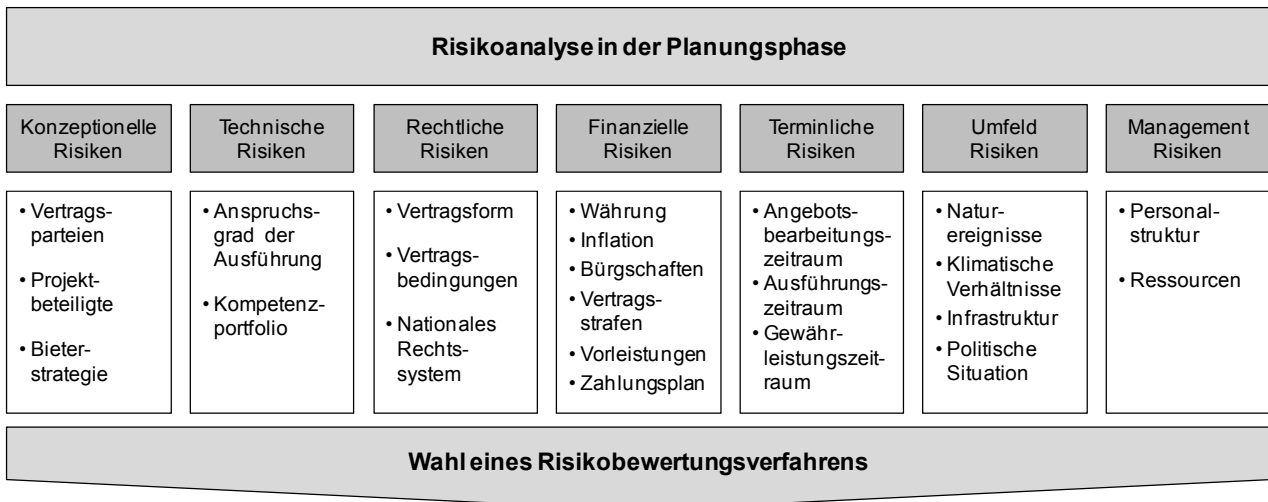 Risikoanalyse in der Planungsphase
Konzeptionelle
Risiken
Technische
Risiken
Rechtliche
Risiken
Finanzielle
Risiken
Terminliche
Risiken
Umfeld
Risiken
Management
Risiken
• Vertrags-
parteien
• Projekt-
beteiligte
• Bieter-
strategie
• Anspruchs-
grad der
Ausführung
• Kompetenz-
portfolio
• Vertragsform
• Vertrags-
bedingungen
• Nationales
Rechts-
system
• Währung
• Inflation
• Bürgschaften
• Vertrags-
strafen
• Vorleistungen
• Zahlungsplan
• Angebots-
bearbeitungs-
zeitraum
• Ausführungs-
zeitraum
• Gewähr-
leistungszeit-
raum
• Natur-
ereignisse
• Klimatische
Verhältnisse
• Infrastruktur
• Politische
Situation
• Personal-
struktur
• Ressourcen
Wahl eines Risikobewertungsverfahrens